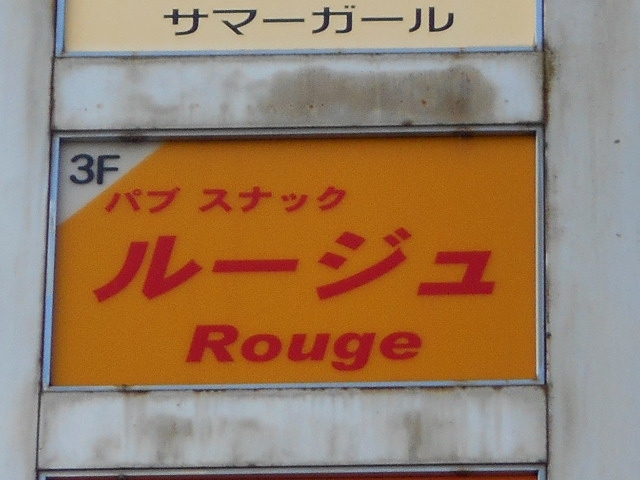 サマーガール
3F
パブ スナック
ルージュ
Rouge